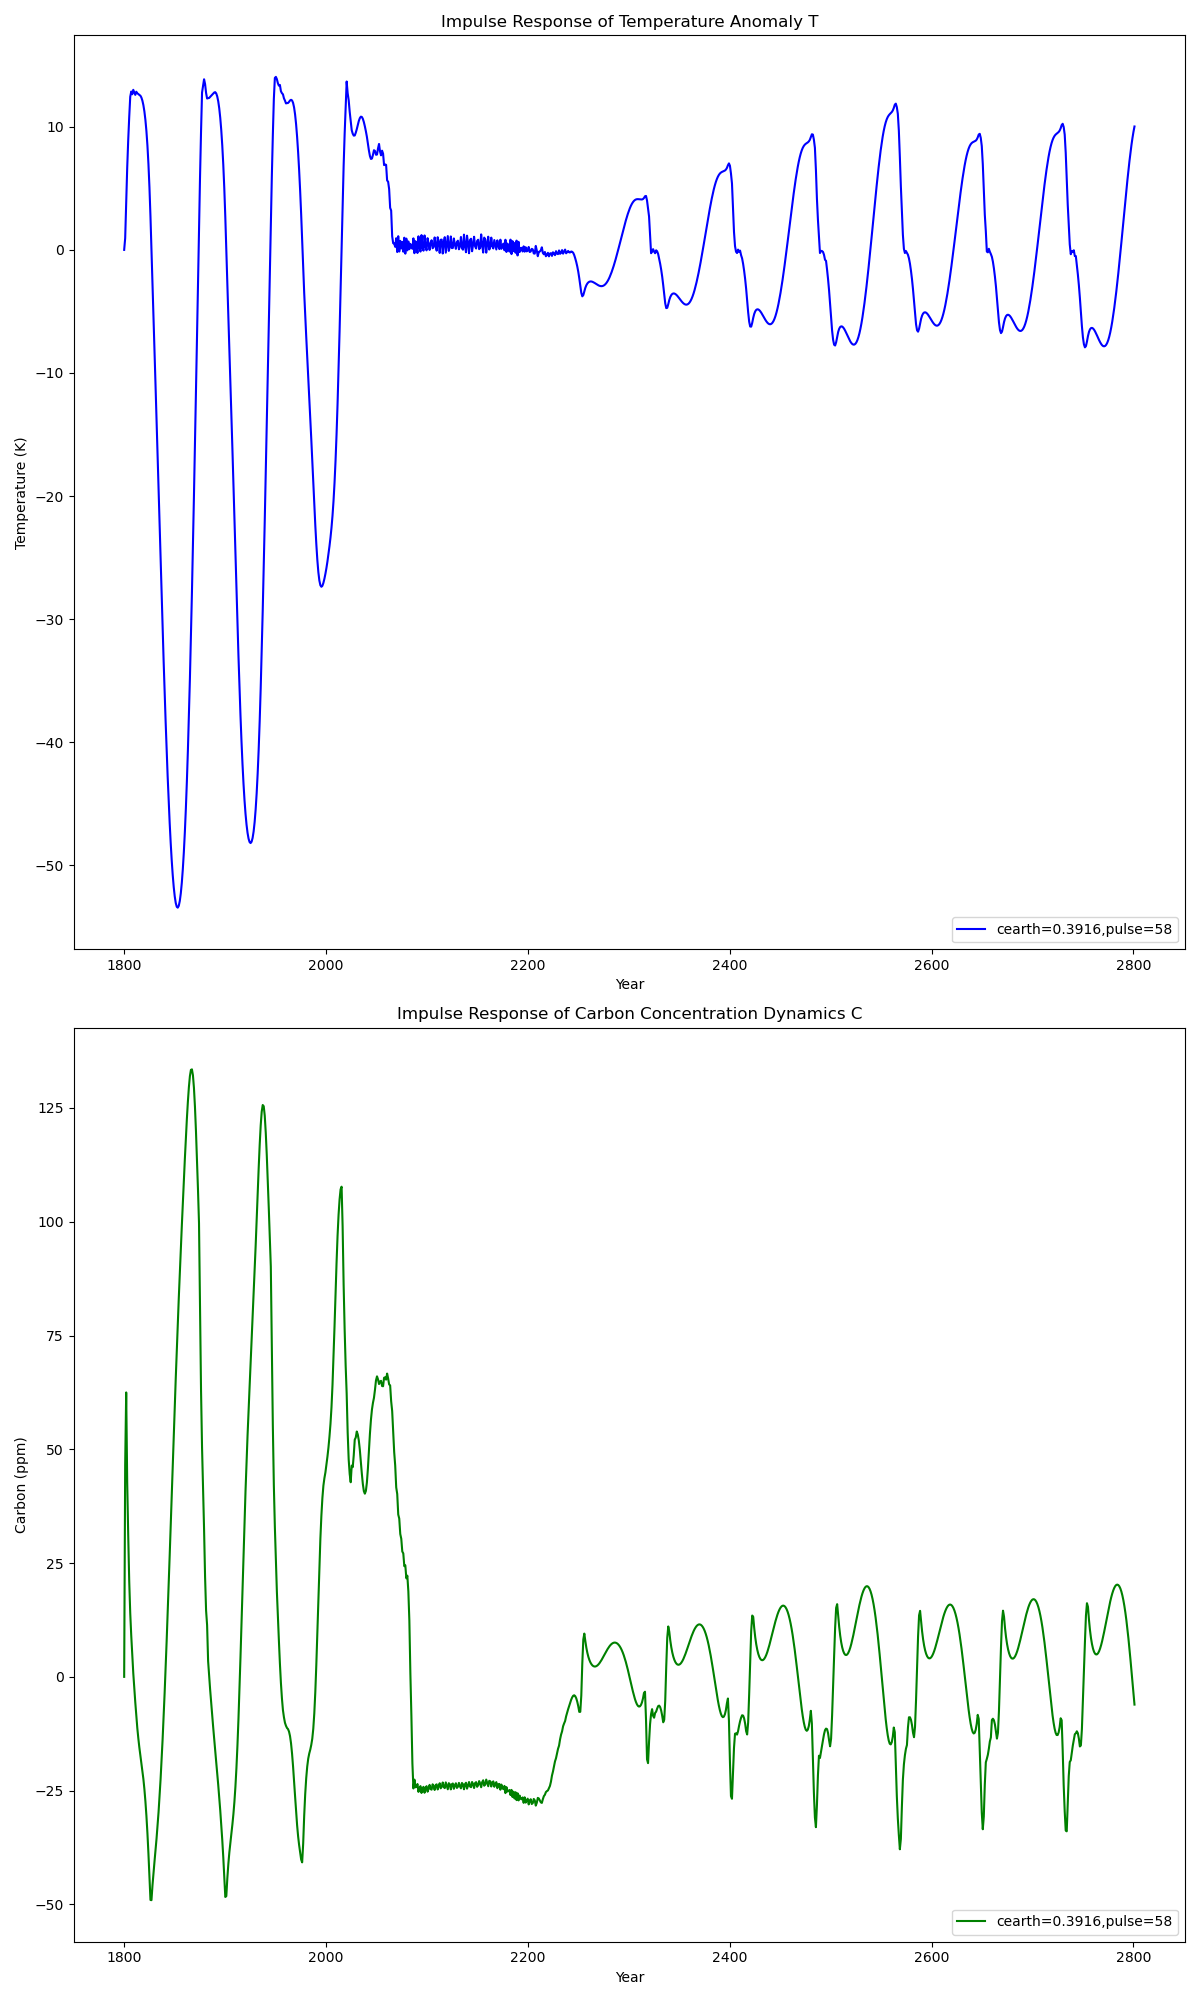 Impulse Response of Temperature Anomaly T
Temperature (K)
10
0
−10
−20
−30
−40
−50
cearth=0.3916,pulse=58
1800 2000 2200 2400 2600 2800
Year
Impulse Response of Carbon Concentration Dynamics C
Carbon (ppm)
125
100
75
50
25
0
−25
−50
cearth=0.3916,pulse=58
1800 2000 2200 2400 2600 2800
Year